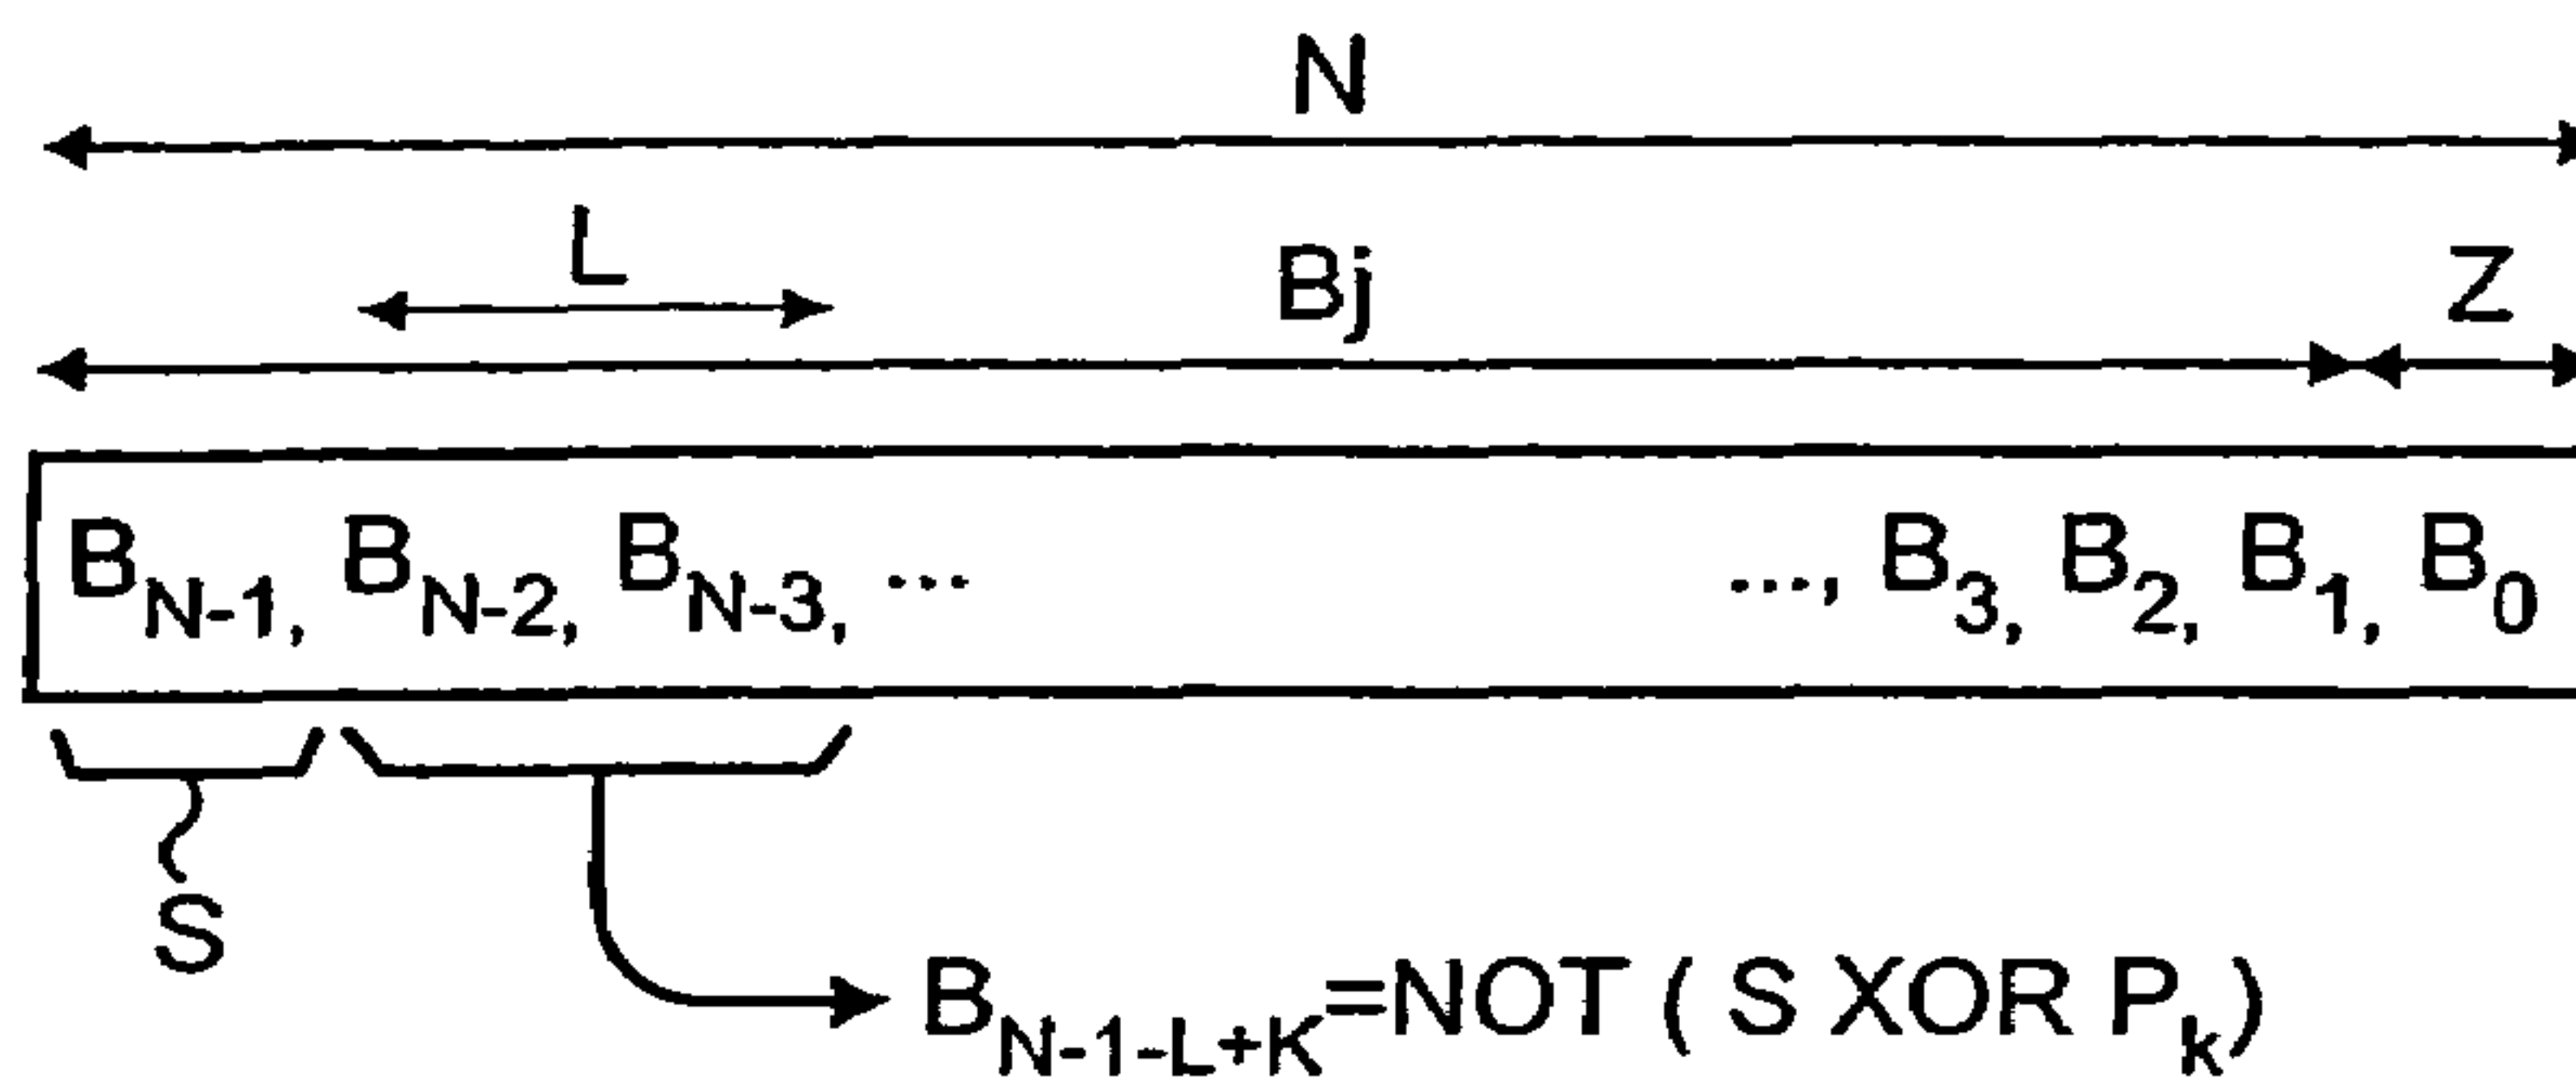 N
L
Bj Z
B_{N-1}, B_{N-2}, B_{N-3}, ... ..., B_3, B_2, B_1, B_0
S
B_{N-1-L+K}=NOT ( S XOR P_k)